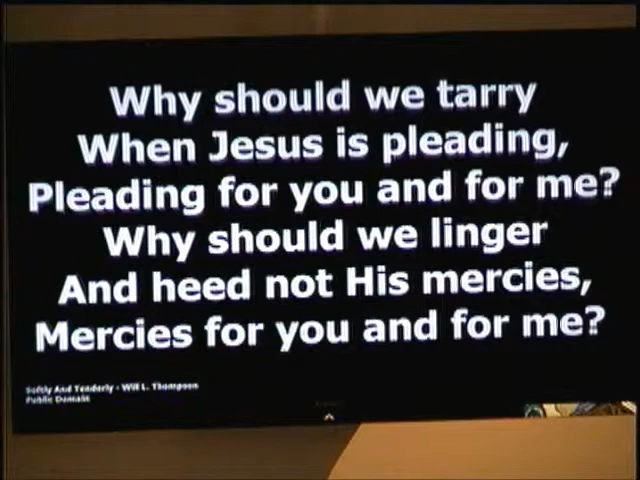 Why should we tarry
When Jesus is pleading,
Pleading for you and for me?
Why should we linger
And heed not His mercies,
Mercies for you and for me?
Softly And Tenderly - Will L. Thompson
Public Domain